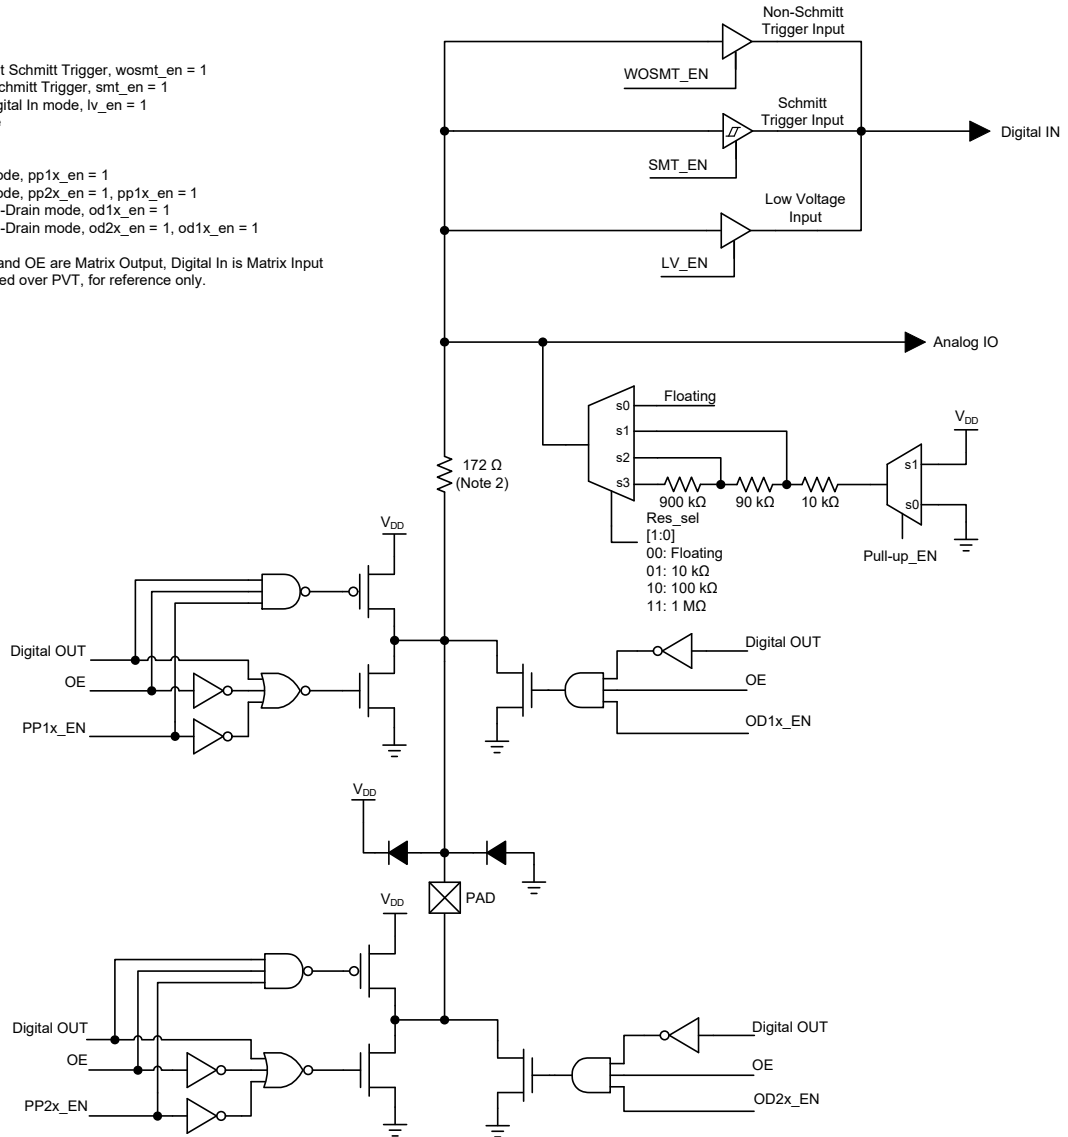 Non-Schmitt
Trigger Input
t Schmitt Trigger, wosmt_en = 1
WOSMT_EN
chmitt Trigger, smt_en = 1
gital In mode, lv_en = 1
Schmitt
Trigger Input
Digital IN
SMT_EN
ode, pp1x_en = 1
ode, pp2x_en = 1, pp1x_en = 1
-Drain mode, od1x_en = 1
-Drain mode, od2x_en = 1, od1x_en = 1
Low Voltage
Input
and OE are Matrix Output, Digital In is Matrix Input
ed over PVT, for reference only.
LV_EN
Analog IO
s0
Floating
s1
s2
s3
VDD
s1
s0
172 Ω
(Note 2)
900 kΩ
90 kΩ
10 kΩ
Res_sel
[1:0]
00: Floating
01: 10 kΩ
10: 100 kΩ
11: 1 MΩ
Pull-up_EN
VDD
Digital OUT
OE
PP1x_EN
Digital OUT
OE
OD1x_EN
VDD
PAD
VDD
Digital OUT
OE
PP2x_EN
Digital OUT
OE
OD2x_EN